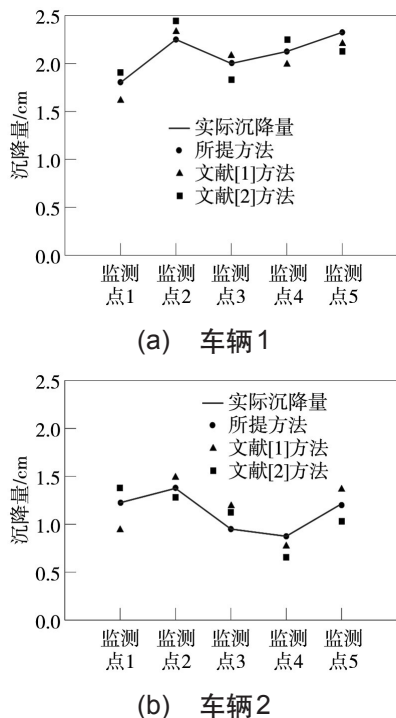 2.5
2.0
1.5
1.0
0.5
0.0
沉降量/cm
实际沉降量
所提方法
文献[1]方法
文献[2]方法
监测 监测 监测 监测 监测
点1 点2 点3 点4 点5
(a) 车辆1
2.5
2.0
1.5
1.0
0.5
0.0
沉降量/cm
实际沉降量
所提方法
文献[1]方法
文献[2]方法
监测 监测 监测 监测 监测
点1 点2 点3 点4 点5
(b) 车辆2